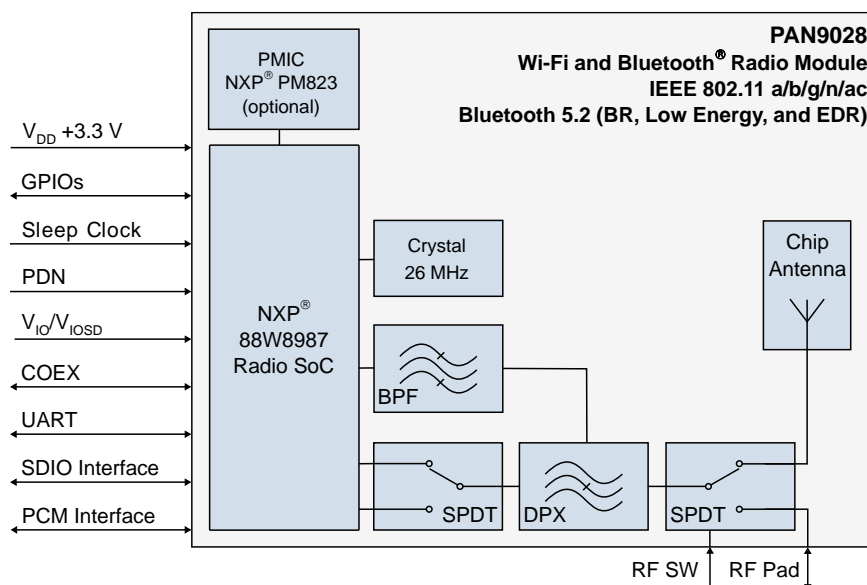 PAN9028
Wi-Fi and Bluetooth® Radio Module
IEEE 802.11 a/b/g/n/ac
Bluetooth 5.2 (BR, Low Energy, and EDR)
PMIC
NXP® PM823
(optional)
VDD +3.3 V
GPIOs
Sleep Clock
PDN
VIO/VIOSD
COEX
UART
SDIO Interface
PCM Interface
NXP®
88W8987
Radio SoC
Crystal
26 MHz
Chip
Antenna
BPF
SPDT
DPX
SPDT
RF SW
RF Pad